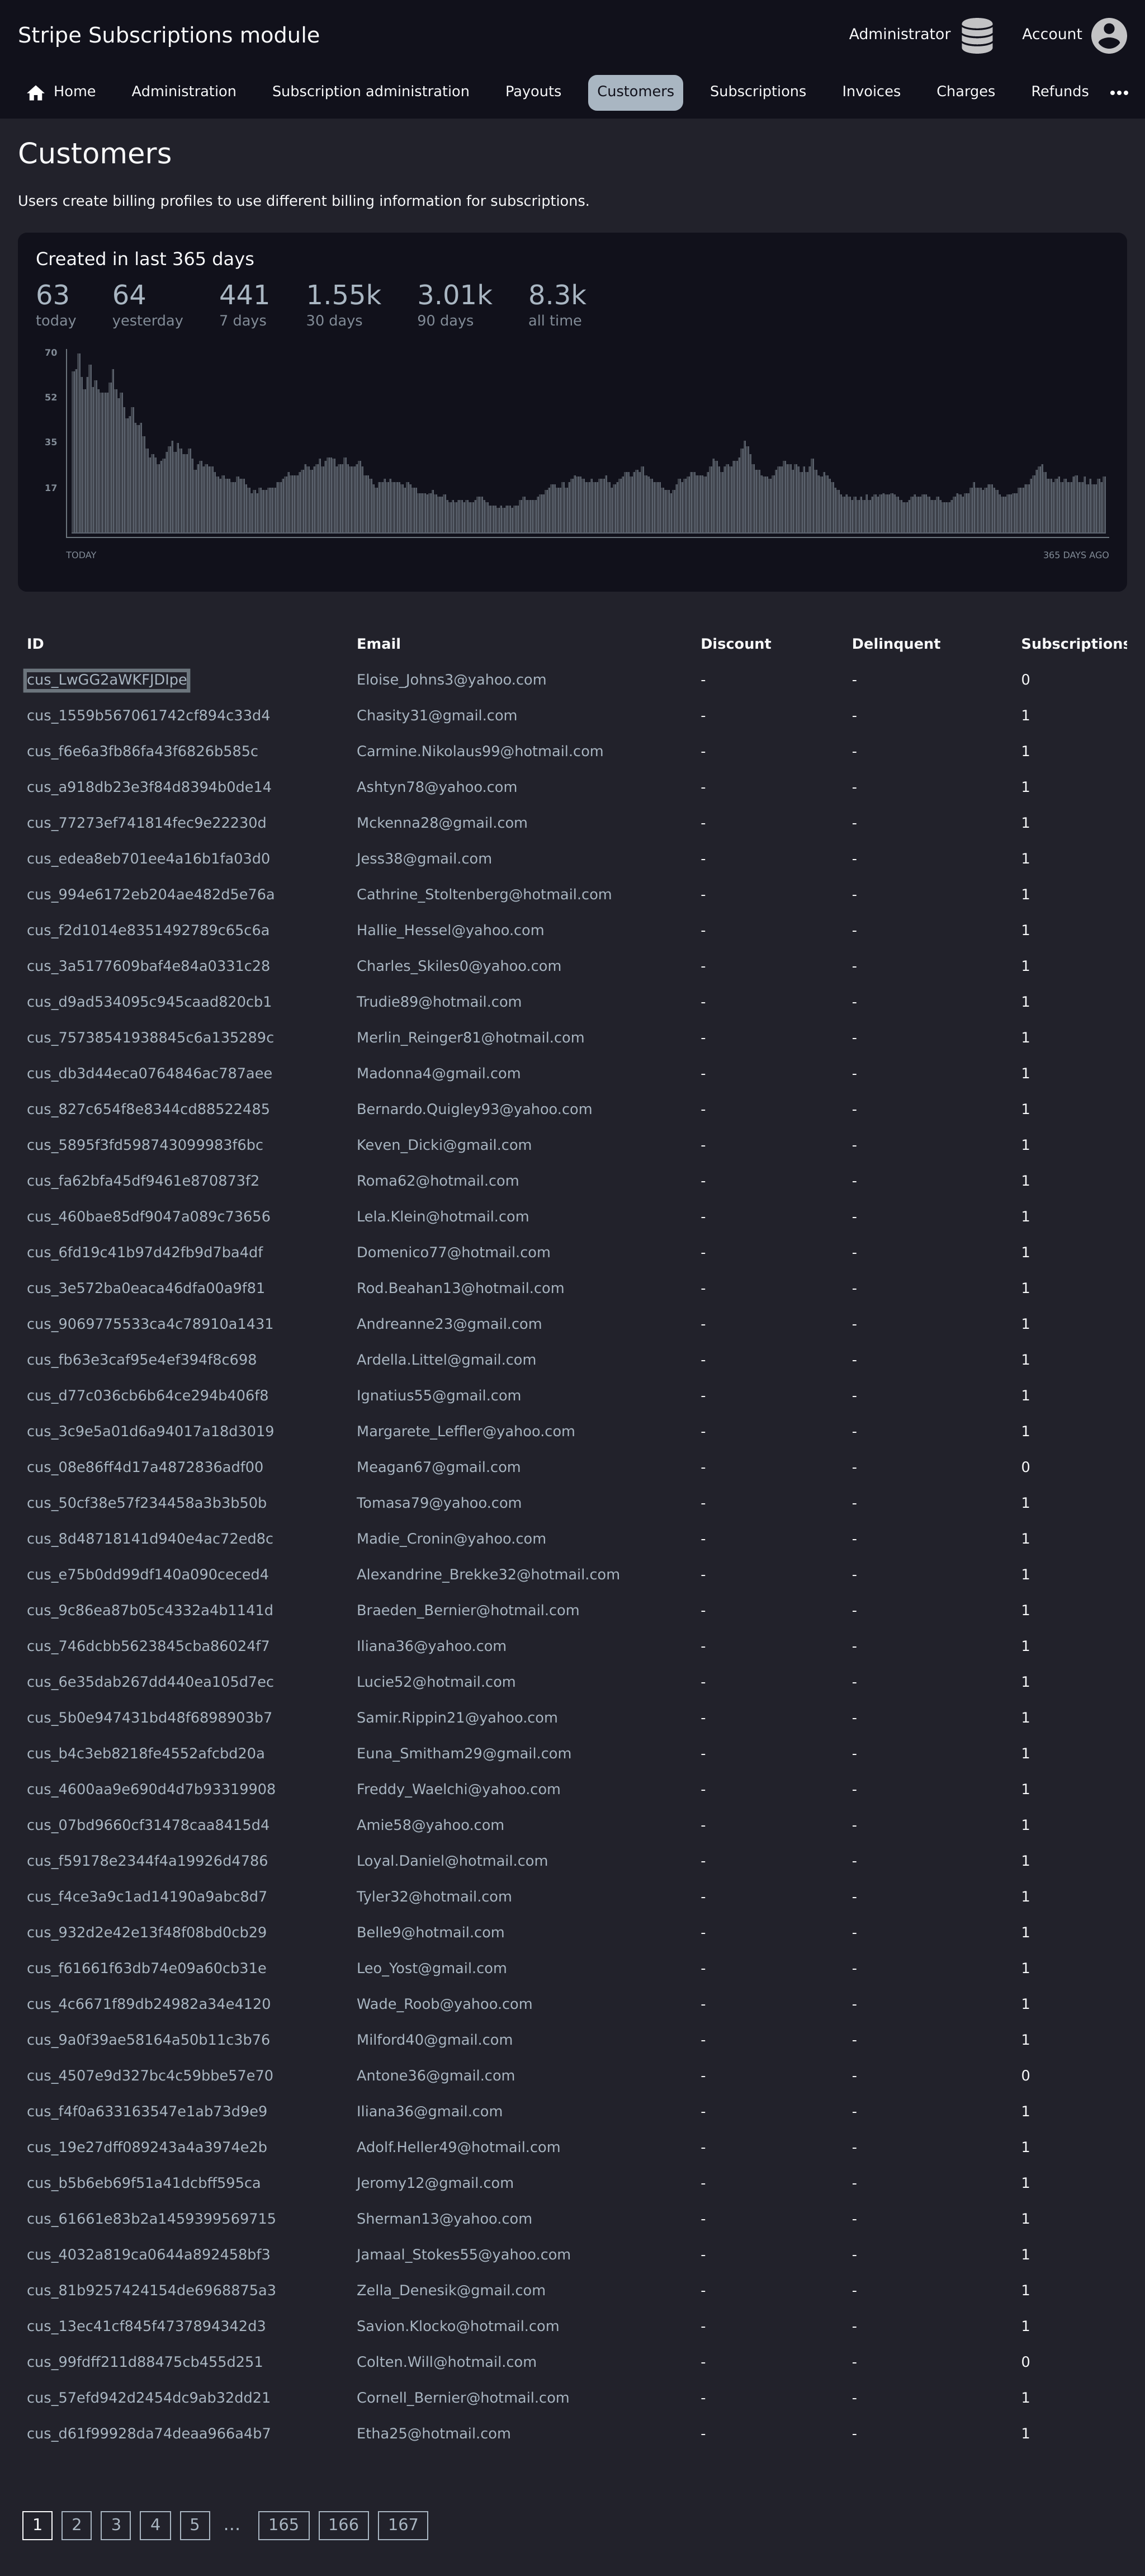 Stripe Subscriptions module
Administrator Account
Home Administration Subscription administration Payouts Customers Subscriptions Invoices Charges Refunds •••
Customers
Users create billing profiles to use different billing information for subscriptions.
Created in last 365 days
63 64 441 1.55k 3.01k 8.3k
today yesterday 7 days 30 days 90 days all time
70
52
35
17
TODAY 365 DAYS AGO
ID Email Discount Delinquent Subscriptions
cus_LwGG2aWKFJDIpe Eloise_Johns3@yahoo.com - - 0
cus_1559b567061742cf894c33d4 Chasity31@gmail.com - - 1
cus_f6e6a3fb86fa43f6826b585c Carmine.Nikolaus99@hotmail.com - - 1
cus_a918db23e3f84d8394b0de14 Ashtyn78@yahoo.com - - 1
cus_77273ef741814fec9e22230d Mckenna28@gmail.com - - 1
cus_edea8eb701ee4a16b1fa03d0 Jess38@gmail.com - - 1
cus_994e6172eb204ae482d5e76a Cathrine_Stoltenberg@hotmail.com - - 1
cus_f2d1014e8351492789c65c6a Hallie_Hessel@yahoo.com - - 1
cus_3a5177609baf4e84a0331c28 Charles_Skiles0@yahoo.com - - 1
cus_d9ad534095c945caad820cb1 Trudie89@hotmail.com - - 1
cus_75738541938845c6a135289c Merlin_Reinger81@hotmail.com - - 1
cus_db3d44eca0764846ac787aee Madonna4@gmail.com - - 1
cus_827c654f8e8344cd88522485 Bernardo.Quigley93@yahoo.com - - 1
cus_5895f3fd598743099983f6bc Keven_Dicki@gmail.com - - 1
cus_fa62bfa45df9461e870873f2 Roma62@hotmail.com - - 1
cus_460bae85df9047a089c73656 Lela.Klein@hotmail.com - - 1
cus_6fd19c41b97d42fb9d7ba4df Domenico77@hotmail.com - - 1
cus_3e572ba0eaca46dfa00a9f81 Rod.Beahan13@hotmail.com - - 1
cus_9069775533ca4c78910a1431 Andreanne23@gmail.com - - 1
cus_fb63e3caf95e4ef394f8c698 Ardella.Littel@gmail.com - - 1
cus_d77c036cb6b64ce294b406f8 Ignatius55@gmail.com - - 1
cus_3c9e5a01d6a94017a18d3019 Margarete_Leffler@yahoo.com - - 1
cus_08e86ff4d17a4872836adf00 Meagan67@gmail.com - - 0
cus_50cf38e57f234458a3b3b50b Tomasa79@yahoo.com - - 1
cus_8d48718141d940e4ac72ed8c Madie_Cronin@yahoo.com - - 1
cus_e75b0dd99df140a090ceced4 Alexandrine_Brekke32@hotmail.com - - 1
cus_9c86ea87b05c4332a4b1141d Braeden_Bernier@hotmail.com - - 1
cus_746dcbb5623845cba86024f7 Iliana36@yahoo.com - - 1
cus_6e35dab267dd440ea105d7ec Lucie52@hotmail.com - - 1
cus_5b0e947431bd48f6898903b7 Samir.Rippin21@yahoo.com - - 1
cus_b4c3eb8218fe4552afcbd20a Euna_Smitham29@gmail.com - - 1
cus_4600aa9e690d4d7b93319908 Freddy_Waelchi@yahoo.com - - 1
cus_07bd9660cf31478caa8415d4 Amie58@yahoo.com - - 1
cus_f59178e2344f4a19926d4786 Loyal.Daniel@hotmail.com - - 1
cus_f4ce3a9c1ad14190a9abc8d7 Tyler32@hotmail.com - - 1
cus_932d2e42e13f48f08bd0cb29 Belle9@hotmail.com - - 1
cus_f61661f63db74e09a60cb31e Leo_Yost@gmail.com - - 1
cus_4c6671f89db24982a34e4120 Wade_Roob@yahoo.com - - 1
cus_9a0f39ae58164a50b11c3b76 Milford40@gmail.com - - 1
cus_4507e9d327bc4c59bbe57e70 Antone36@gmail.com - - 0
cus_f4f0a633163547e1ab73d9e9 Iliana36@gmail.com - - 1
cus_19e27dff089243a4a3974e2b Adolf.Heller49@hotmail.com - - 1
cus_b5b6eb69f51a41dcbff595ca Jeromy12@gmail.com - - 1
cus_61661e83b2a1459399569715 Sherman13@yahoo.com - - 1
cus_4032a819ca0644a892458bf3 Jamaal_Stokes55@yahoo.com - - 1
cus_81b9257424154de6968875a3 Zella_Denesik@gmail.com - - 1
cus_13ec41cf845f4737894342d3 Savion.Klocko@hotmail.com - - 1
cus_99fdff211d88475cb455d251 Colten.Will@hotmail.com - - 0
cus_57efd942d2454dc9ab32dd21 Cornell_Bernier@hotmail.com - - 1
cus_d61f99928da74deaa966a4b7 Etha25@hotmail.com - - 1
1 2 3 4 5 ... 165 166 167